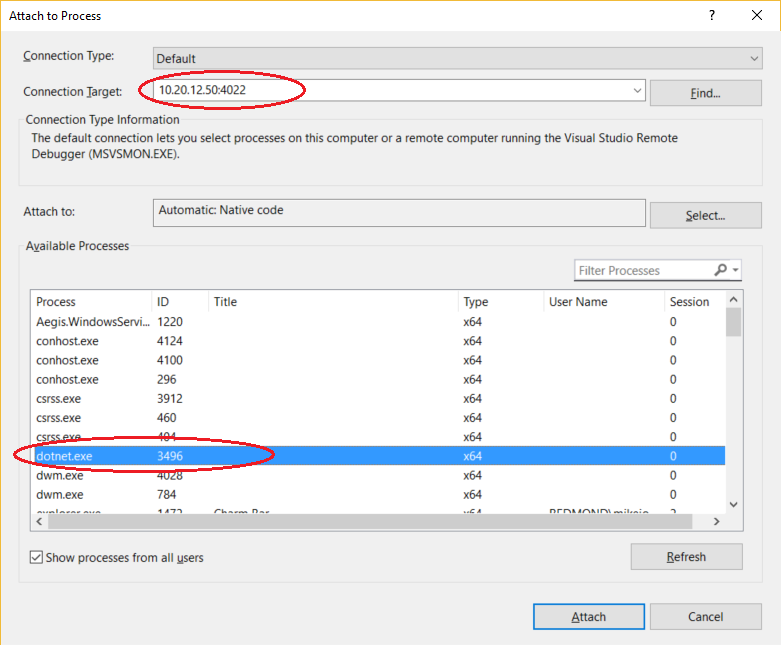 Attach to Process
?
Connection Type: Default
Connection Target: 10.20.12.50:4022 Find...
Connection Type Information
The default connection lets you select processes on this computer or a remote computer running the Visual Studio Remote
Debugger (MSVSMON.EXE).
Attach to: Automatic: Native code Select...
Available Processes
Filter Processes
Process ID Title Type User Name Session
Aegis.WindowsServi... 1220 x64 0
conhost.exe 4124 x64 0
conhost.exe 4100 x64 0
conhost.exe 296 x64 0
csrss.exe 3912 x64 0
csrss.exe 460 x64 0
csrss.exe 404 x64 0
dotnet.exe 3496 x64 0
dwm.exe 4028 x64 0
dwm.exe 784 x64 0
explorer.exe 1472 Charm Bar x64 REDMOND\mikejo 2
Show processes from all users Refresh
Attach Cancel